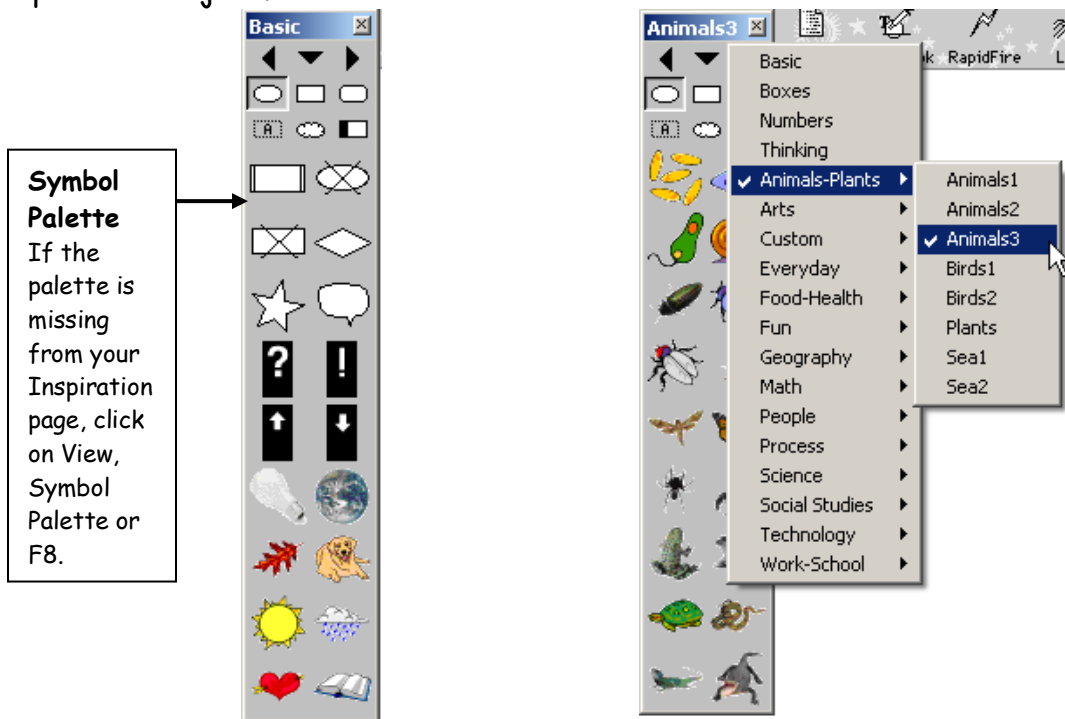 Basic
Symbol
Palette
If the
palette is
missing
from your
Inspiration
page, click
on View,
Symbol
Palette or
F8.
A
?
!
Animals3
RapidFire
A
Basic
Boxes
Numbers
Thinking
Animals-Plants
Arts
Custom
Everyday
Food-Health
Fun
Geography
Math
People
Process
Science
Social Studies
Technology
Work-School
Animals1
Animals2
Animals3
Birds1
Birds2
Plants
Sea1
Sea2